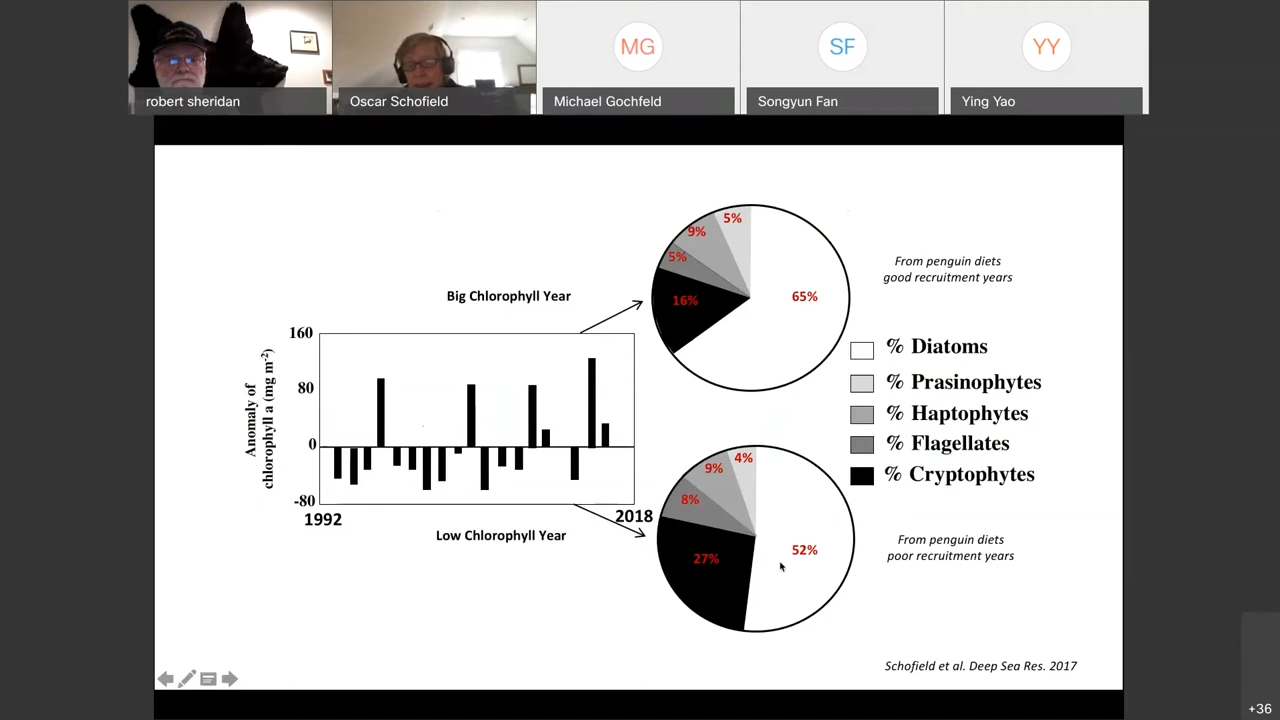 MG
SF
YY
robert sheridan
Oscar Schofield
Michael Gochfeld
Songyun Fan
Ying Yao
5%
9%
5%
16%
65%
From penguin diets
good recruitment years
Big Chlorophyll Year
Anomaly of
chlorophyll a (mg m-2)
160
80
0
-80
1992
2018
Low Chlorophyll Year
% Diatoms
% Prasinophytes
% Haptophytes
% Flagellates
% Cryptophytes
4%
9%
8%
27%
52%
From penguin diets
poor recruitment years
Schofield et al. Deep Sea Res. 2017
+36